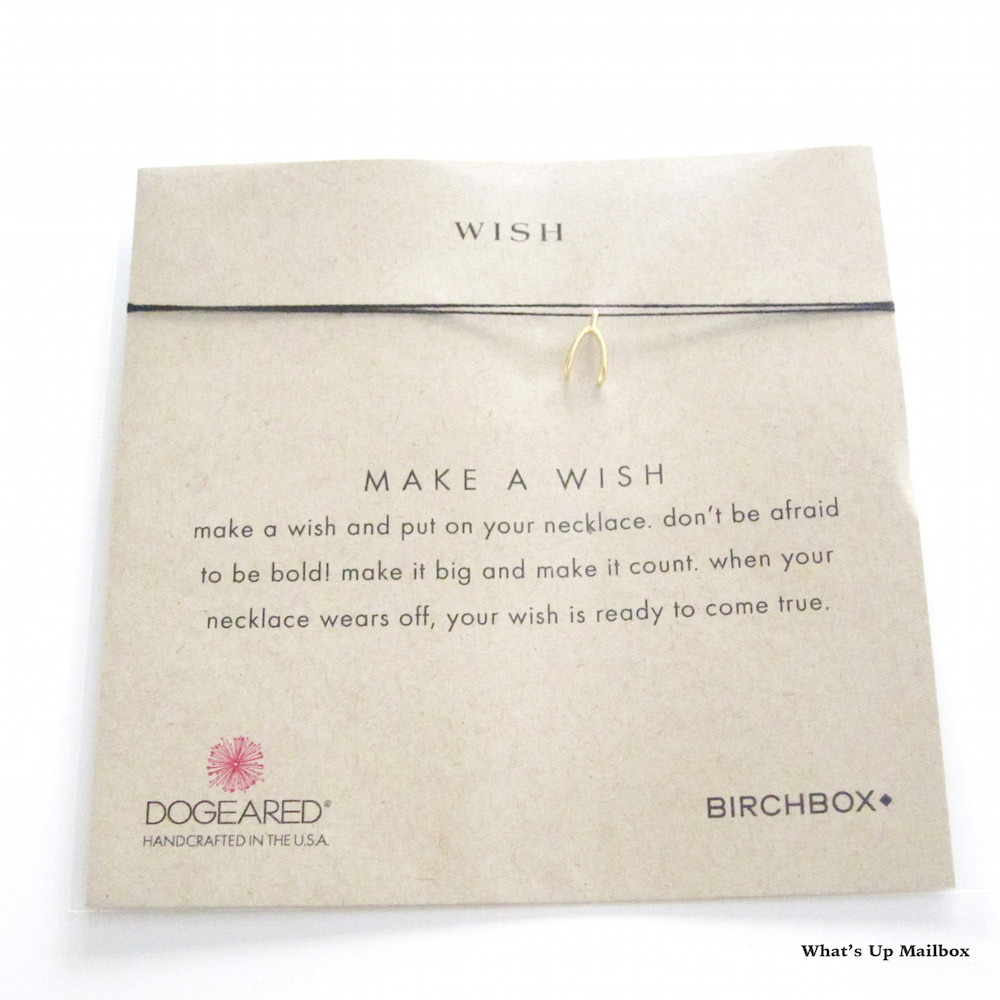 WISH
MAKE A WISH
make a wish and put on your necklace. don't be afraid
to be bold! make it big and make it count. when your
necklace wears off, your wish is ready to come true.
DOGEARED®
HANDCRAFTED IN THE U.S.A.
BIRCHBOX
What's Up Mailbox